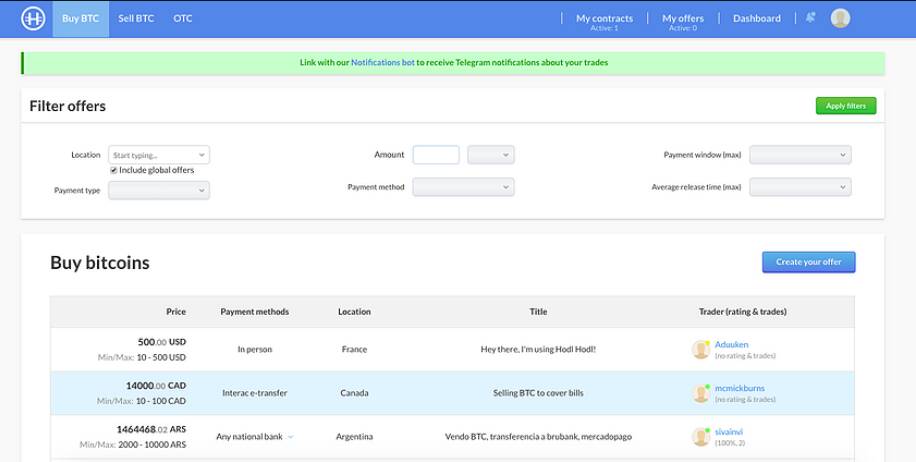 Buy BTC
Sell BTC
OTC
My contracts
Active: 1
My offers
Active: 0
Dashboard
Link with our Notifications bot to receive Telegram notifications about your trades
Filter offers
Apply filters
Location
Start typing...
Include global offers
Payment type
Amount
Payment method
Payment window (max)
Average release time (max)
Buy bitcoins
Create your offer
Price Payment methods Location Title Trader (rating & trades)
500.00 USD In person France Hey there, I'm using Hodl Hodl! Aduuken
Min/Max: 10 - 500 USD (no rating & trades)
14000.00 CAD Interac e-transfer Canada Selling BTC to cover bills mcmickburns
Min/Max: 10 - 100 CAD (no rating & trades)
1464468.02 ARS Any national bank Argentina Vendo BTC, transferencia a brubank, mercadopago sivainvi
Min/Max: 2000 - 10000 ARS (100%, 2)